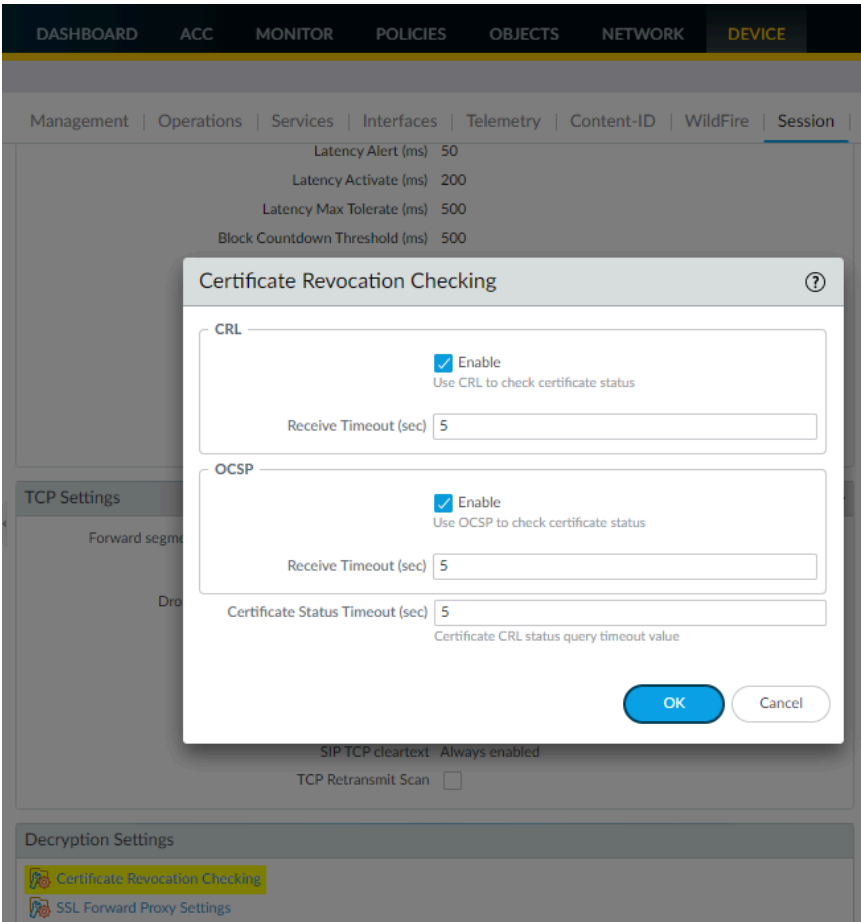 DASHBOARD ACC MONITOR POLICIES OBJECTS NETWORK DEVICE
Management | Operations | Services | Interfaces | Telemetry | Content-ID | WildFire | Session |
Latency Alert (ms) 50
Latency Activate (ms) 200
Latency Max Tolerate (ms) 500
Block Countdown Threshold (ms) 500
Certificate Revocation Checking ?
CRL
Enable
Use CRL to check certificate status
Receive Timeout (sec) 5
OCSP
Enable
Use OCSP to check certificate status
TCP Settings
Forward segme
Receive Timeout (sec) 5
Dro
Certificate Status Timeout (sec) 5
Certificate CRL status query timeout value
OK Cancel
SIP TCP cleartext Always enabled
TCP Retransmit Scan
Decryption Settings
Certificate Revocation Checking
SSL Forward Proxy Settings